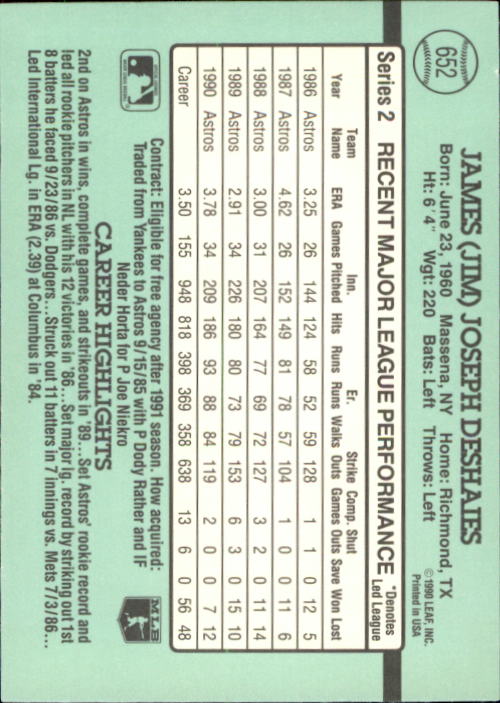 652
JAMES (JIM) JOSEPH DESHAIES
Born: June 23, 1960 Massena, NY Home: Richmond, TX
Ht: 6' 4" Wgt: 220 Bats: Left Throws: Left
© 1990 LEAF, INC.
Printed in USA
Series 2 RECENT MAJOR LEAGUE PERFORMANCE *Denotes Led League
Year Team Name ERA Games Inn. Pitched Hits Runs Er. Runs Walks Strike Outs Comp. Games Shut Outs Save Won Lost
1986 Astros 3.25 26 144 124 58 52 59 128 1 1 0 12 5
1987 Astros 4.62 26 152 149 81 78 57 104 1 0 0 11 6
1988 Astros 3.00 31 207 164 77 69 72 127 3 2 0 11 14
1989 Astros 2.91 34 226 180 80 73 79 153 6 3 0 15 10
1990 Astros 3.78 34 209 186 93 88 84 119 2 0 0 7 12
Career 3.50 155 948 818 398 369 358 638 13 6 0 56 48
Contract: Eligible for free agency after 1991 season. How acquired:
Traded from Yankees to Astros 9/15/85 with P Dody Rather and IF
Neder Horta for P Joe Niekro
MLB
CAREER HIGHLIGHTS
2nd on Astros in wins, complete games, and strikeouts in '89...Set Astros' rookie record and
led all rookie pitchers in NL with his 12 victories in '86...Set major lg. record by striking out 1st
8 batters he faced 9/23/86 vs. Dodgers...Struck out 11 batters in 7 innings vs. Mets 7/3/86...
Led International Lg. in ERA (2.39) at Columbus in '84.